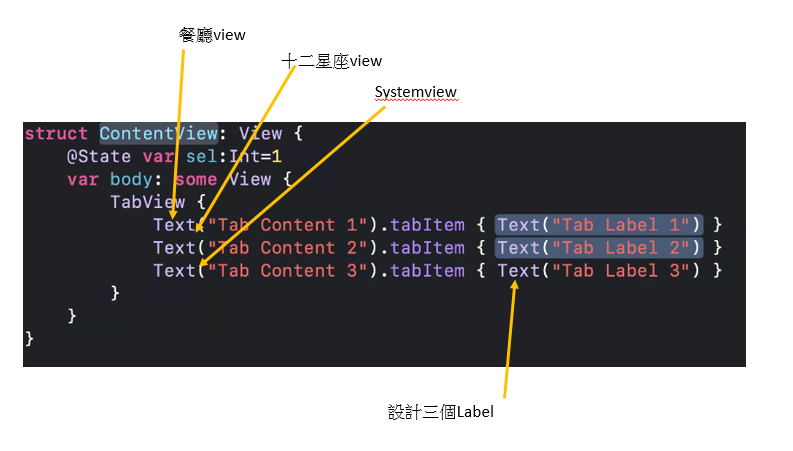 餐廳view
十二星座view
Systemview
struct ContentView: View {
@State var sel:Int=1
var body: some View {
TabView {
Text("Tab Content 1").tabItem { Text("Tab Label 1") }
Text("Tab Content 2").tabItem { Text("Tab Label 2") }
Text("Tab Content 3").tabItem { Text("Tab Label 3") }
}
}
}
設計三個Label